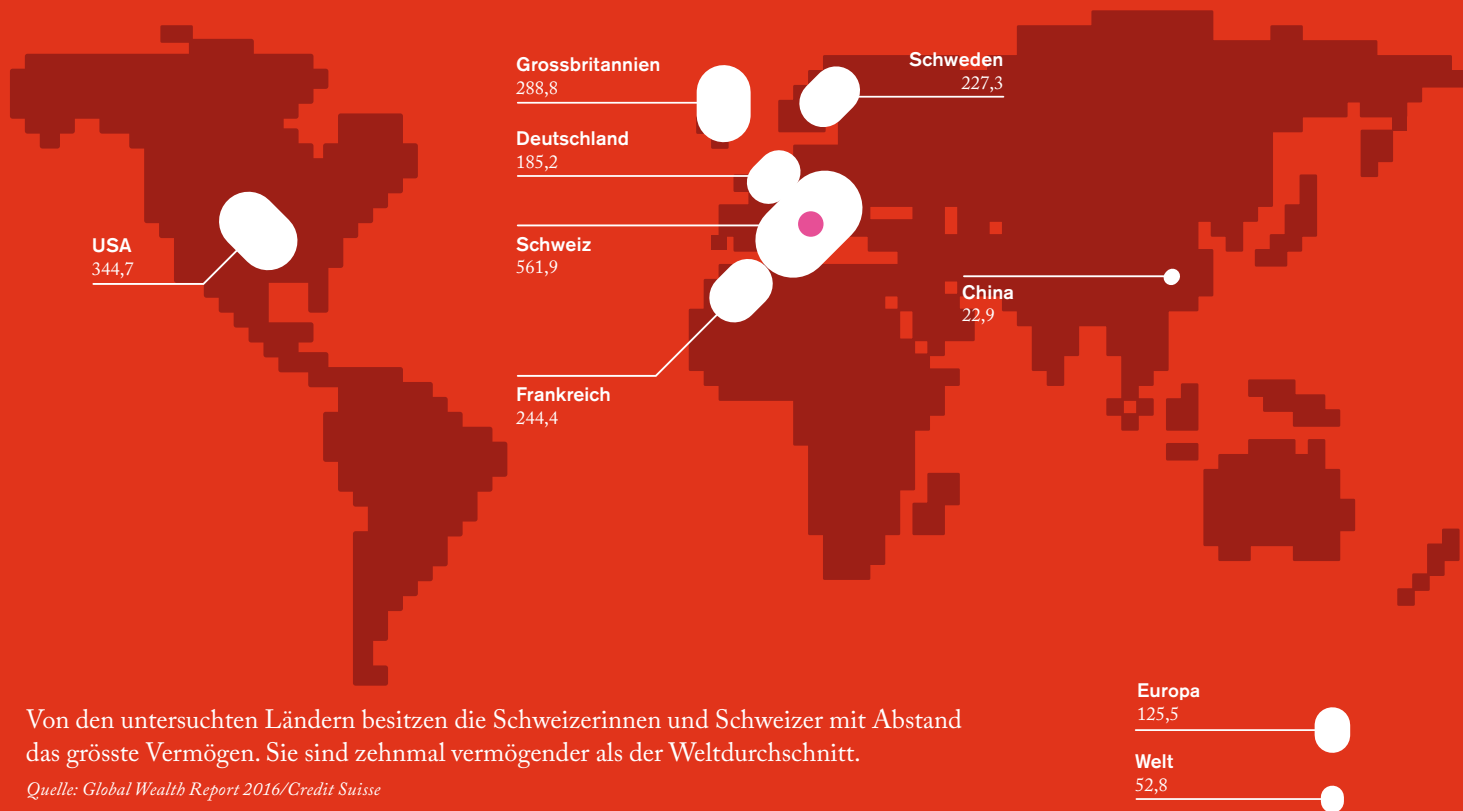 Grossbritannien
288,8
Schweden
227,3
Deutschland
185,2
USA
344,7
Schweiz
561,9
China
22,9
Frankreich
244,4
Von den untersuchten Ländern besitzen die Schweizerinnen und Schweizer mit Abstand
das grösste Vermögen. Sie sind zehnmal vermögender als der Weltdurchschnitt.
Quelle: Global Wealth Report 2016/Credit Suisse
Europa
125,5
Welt
52,8